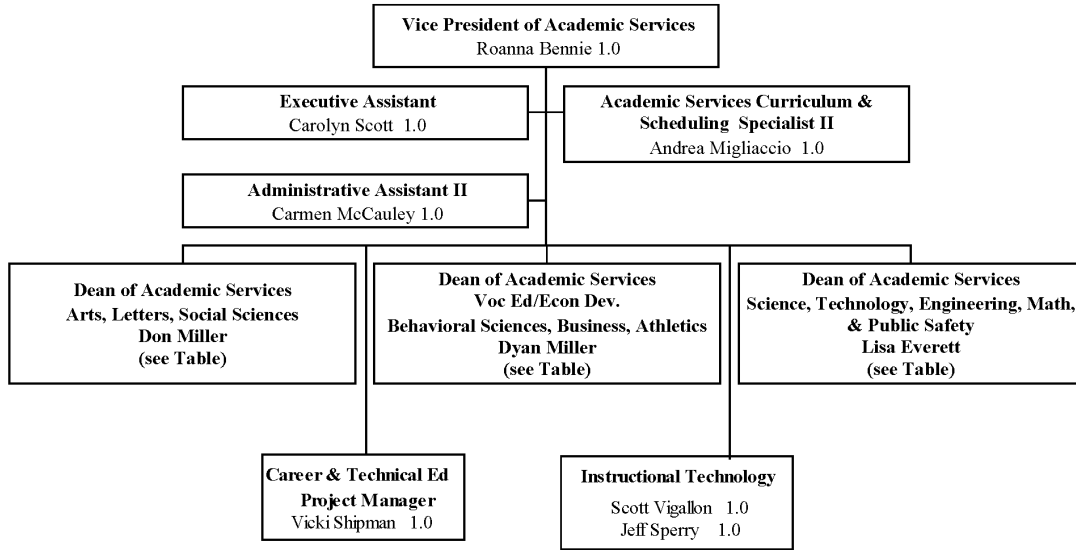 Vice President of Academic Services
Roanna Bennie 1.0
Executive Assistant
Carolyn Scott 1.0
Academic Services Curriculum &
Scheduling Specialist II
Andrea Migliaccio 1.0
Administrative Assistant II
Carmen McCauley 1.0
Dean of Academic Services
Arts, Letters, Social Sciences
Don Miller
(see Table)
Dean of Academic Services
Voc Ed/Econ Dev.
Behavioral Sciences, Business, Athletics
Dyan Miller
(see Table)
Dean of Academic Services
Science, Technology, Engineering, Math,
& Public Safety
Lisa Everett
(see Table)
Career & Technical Ed
Project Manager
Vicki Shipman 1.0
Instructional Technology
Scott Vigallon 1.0
Jeff Sperry 1.0